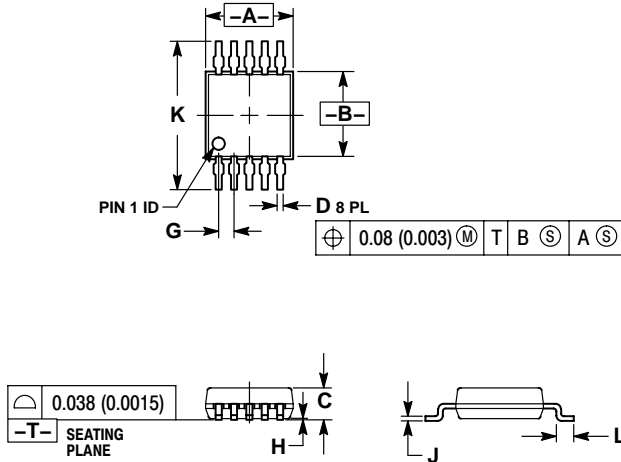 –A–
K
–B–
PIN 1 ID
D 8 PL
G
⌖ 0.08 (0.003) Ⓜ T B Ⓢ A Ⓢ
⌓ 0.038 (0.0015)
C
–T– SEATING
PLANE
H
J
L